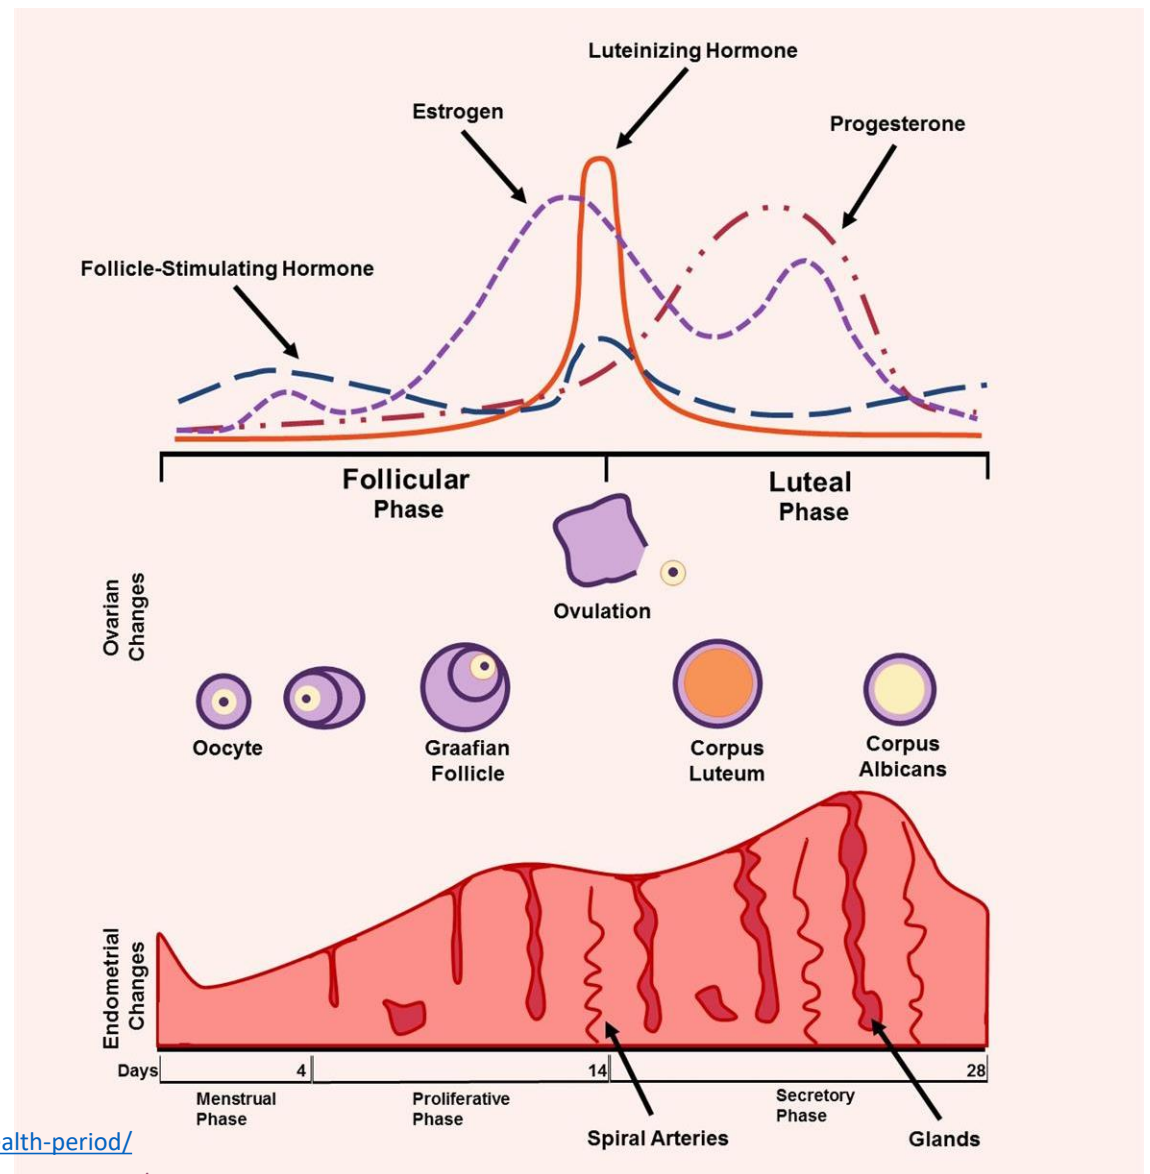 Luteinizing Hormone
Estrogen
Progesterone
Follicle-Stimulating Hormone
Follicular
Phase
Luteal
Phase
Ovarian
Changes
Ovulation
Oocyte
Graafian
Follicle
Corpus
Luteum
Corpus
Albicans
Endometrial
Changes
Days
4
14
28
Menstrual
Phase
Proliferative
Phase
Secretory
Phase
Spiral Arteries
Glands
alth-period/